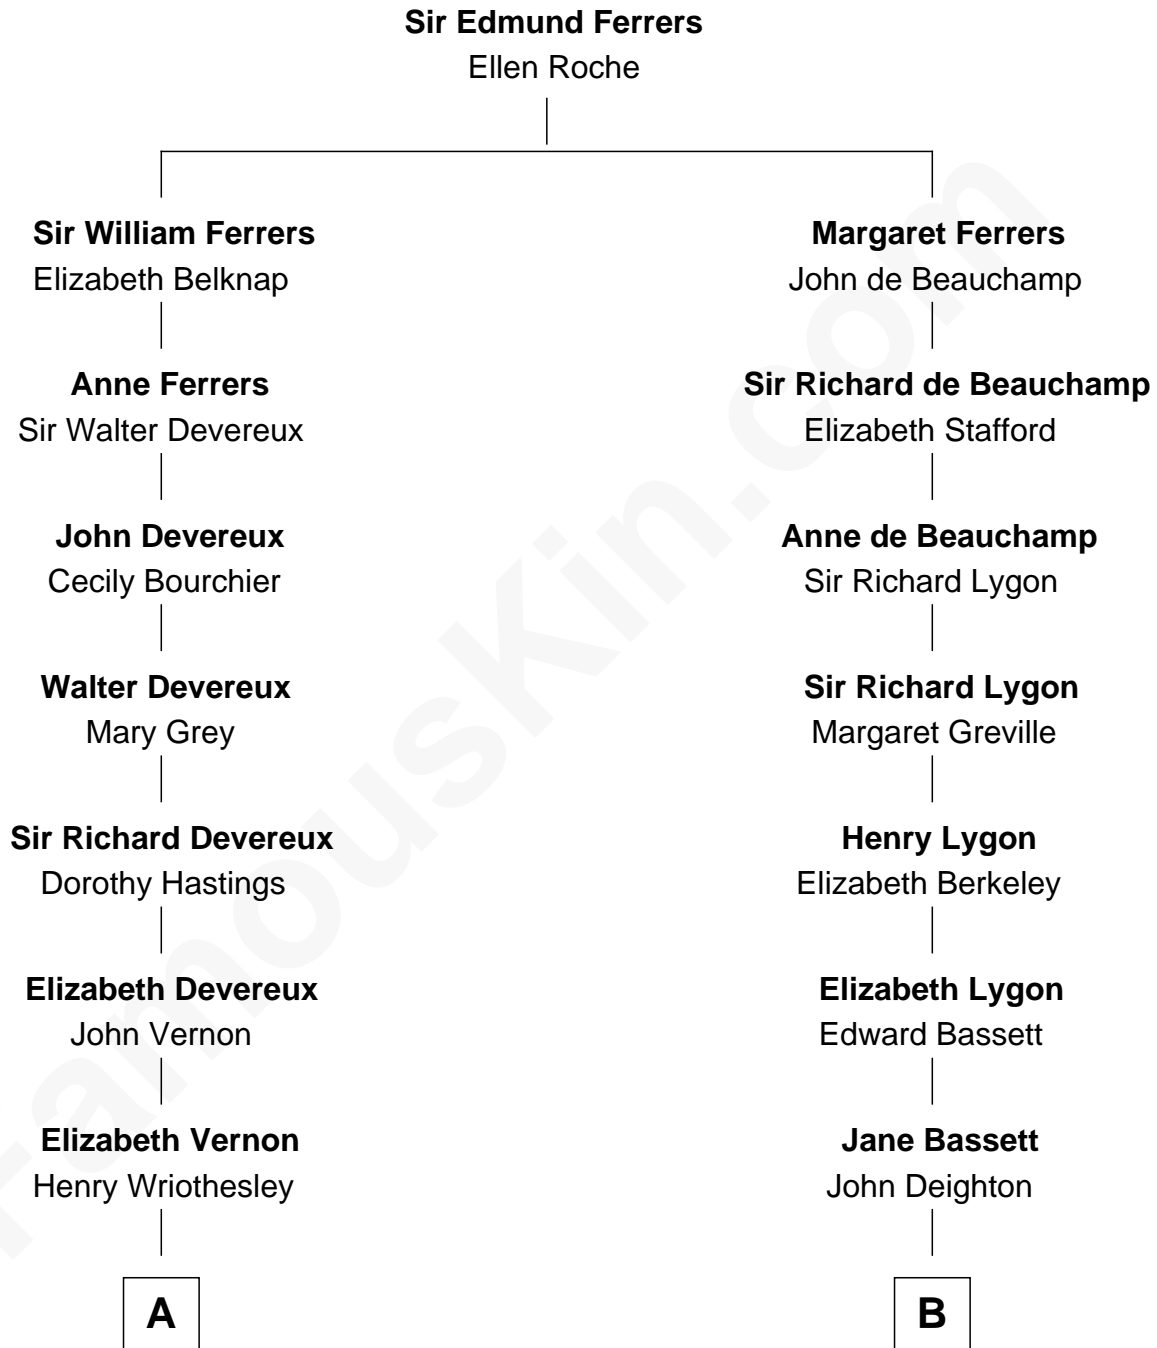 Sir Edmund Ferrers
Ellen Roche
Sir William Ferrers
Elizabeth Belknap
Margaret Ferrers
John de Beauchamp
Anne Ferrers
Sir Walter Devereux
Sir Richard de Beauchamp
Elizabeth Stafford
John Devereux
Cecily Bourchier
Anne de Beauchamp
Sir Richard Lygon
Walter Devereux
Mary Grey
Sir Richard Lygon
Margaret Greville
Sir Richard Devereux
Dorothy Hastings
Henry Lygon
Elizabeth Berkeley
Elizabeth Devereux
John Vernon
Elizabeth Lygon
Edward Bassett
Elizabeth Vernon
Henry Wriothesley
Jane Bassett
John Deighton
A
B
FamousKin.com